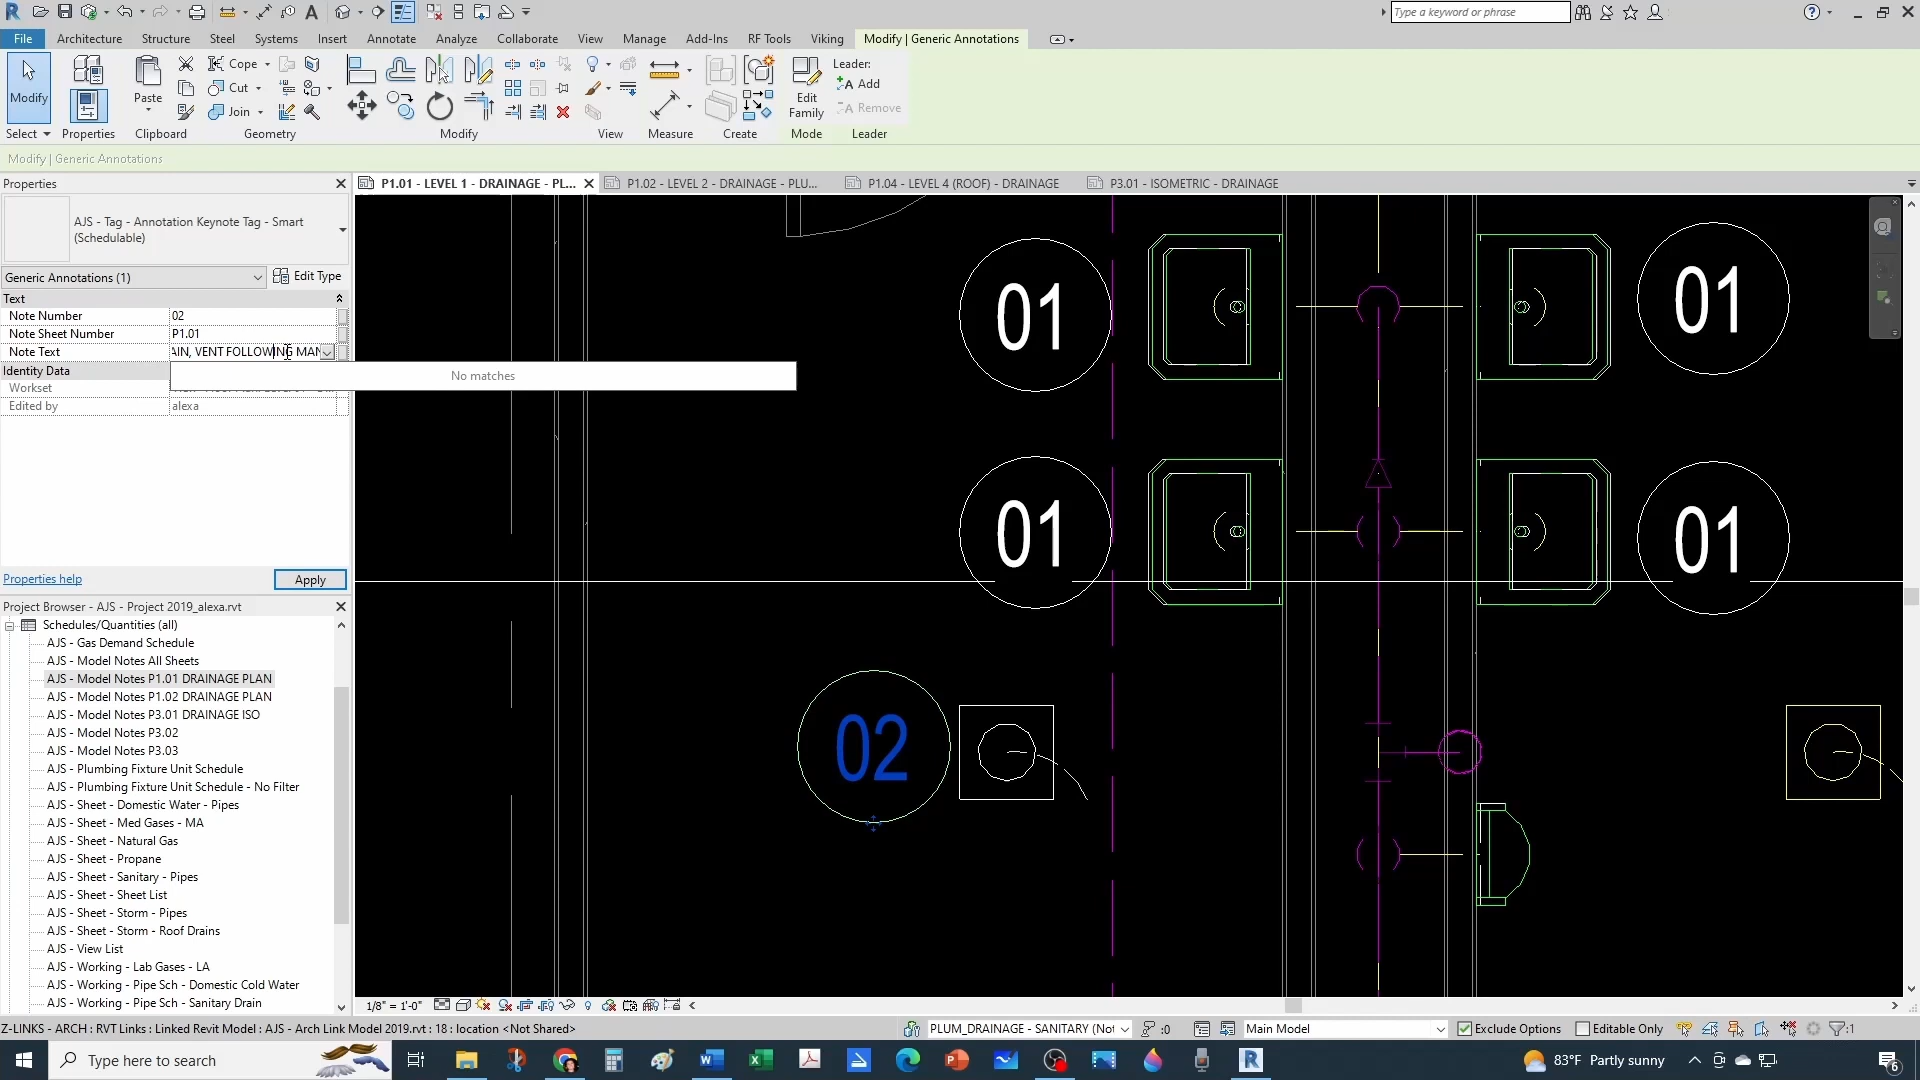 Type a keyword or phrase
File Architecture Structure Steel Systems Insert Annotate Analyze Collaborate View Manage Add-Ins RF Tools Viking Modify | Generic Annotations
Modify Paste Cope Cut Join Edit Family Leader: Add Remove
Select Properties Clipboard Geometry Modify View Measure Create Mode Leader
Modify | Generic Annotations
Properties
P1.01 - LEVEL 1 - DRAINAGE - PL... P1.02 - LEVEL 2 - DRAINAGE - PLU... P1.04 - LEVEL 4 (ROOF) - DRAINAGE P3.01 - ISOMETRIC - DRAINAGE
AJS - Tag - Annotation Keynote Tag - Smart
(Schedulable)
Generic Annotations (1) Edit Type
Text
Note Number 02
Note Sheet Number P1.01
Note Text AIN, VENT FOLLOWING MAN
Identity Data
No matches
Workset
Edited by alexa
01 01
01 01
02
Properties help Apply
Project Browser - AJS - Project 2019_alexa.rvt
Schedules/Quantities (all)
AJS - Gas Demand Schedule
AJS - Model Notes All Sheets
AJS - Model Notes P1.01 DRAINAGE PLAN
AJS - Model Notes P1.02 DRAINAGE PLAN
AJS - Model Notes P3.01 DRAINAGE ISO
AJS - Model Notes P3.02
AJS - Model Notes P3.03
AJS - Plumbing Fixture Unit Schedule
AJS - Plumbing Fixture Unit Schedule - No Filter
AJS - Sheet - Domestic Water - Pipes
AJS - Sheet - Med Gases - MA
AJS - Sheet - Natural Gas
AJS - Sheet - Propane
AJS - Sheet - Sanitary - Pipes
AJS - Sheet - Sheet List
AJS - Sheet - Storm - Pipes
AJS - Sheet - Storm - Roof Drains
AJS - View List
AJS - Working - Lab Gases - LA
AJS - Working - Pipe Sch - Domestic Cold Water
AJS - Working - Pipe Sch - Sanitary Drain
1/8" = 1'-0"
Z-LINKS - ARCH : RVT Links : Linked Revit Model : AJS - Arch Link Model 2019.rvt : 18 : location <Not Shared> PLUM_DRAINAGE - SANITARY (Not :0 Main Model Exclude Options Editable Only :1
Type here to search 83°F Partly sunny 6